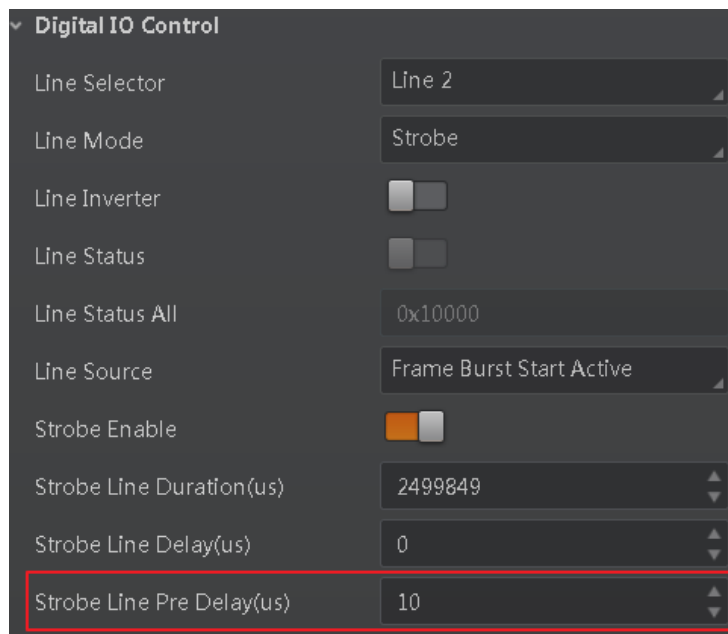 Digital IO Control
Line Selector Line 2
Line Mode Strobe
Line Inverter
Line Status
Line Status All 0x10000
Line Source Frame Burst Start Active
Strobe Enable
Strobe Line Duration(us) 2499849
Strobe Line Delay(us) 0
Strobe Line Pre Delay(us) 10